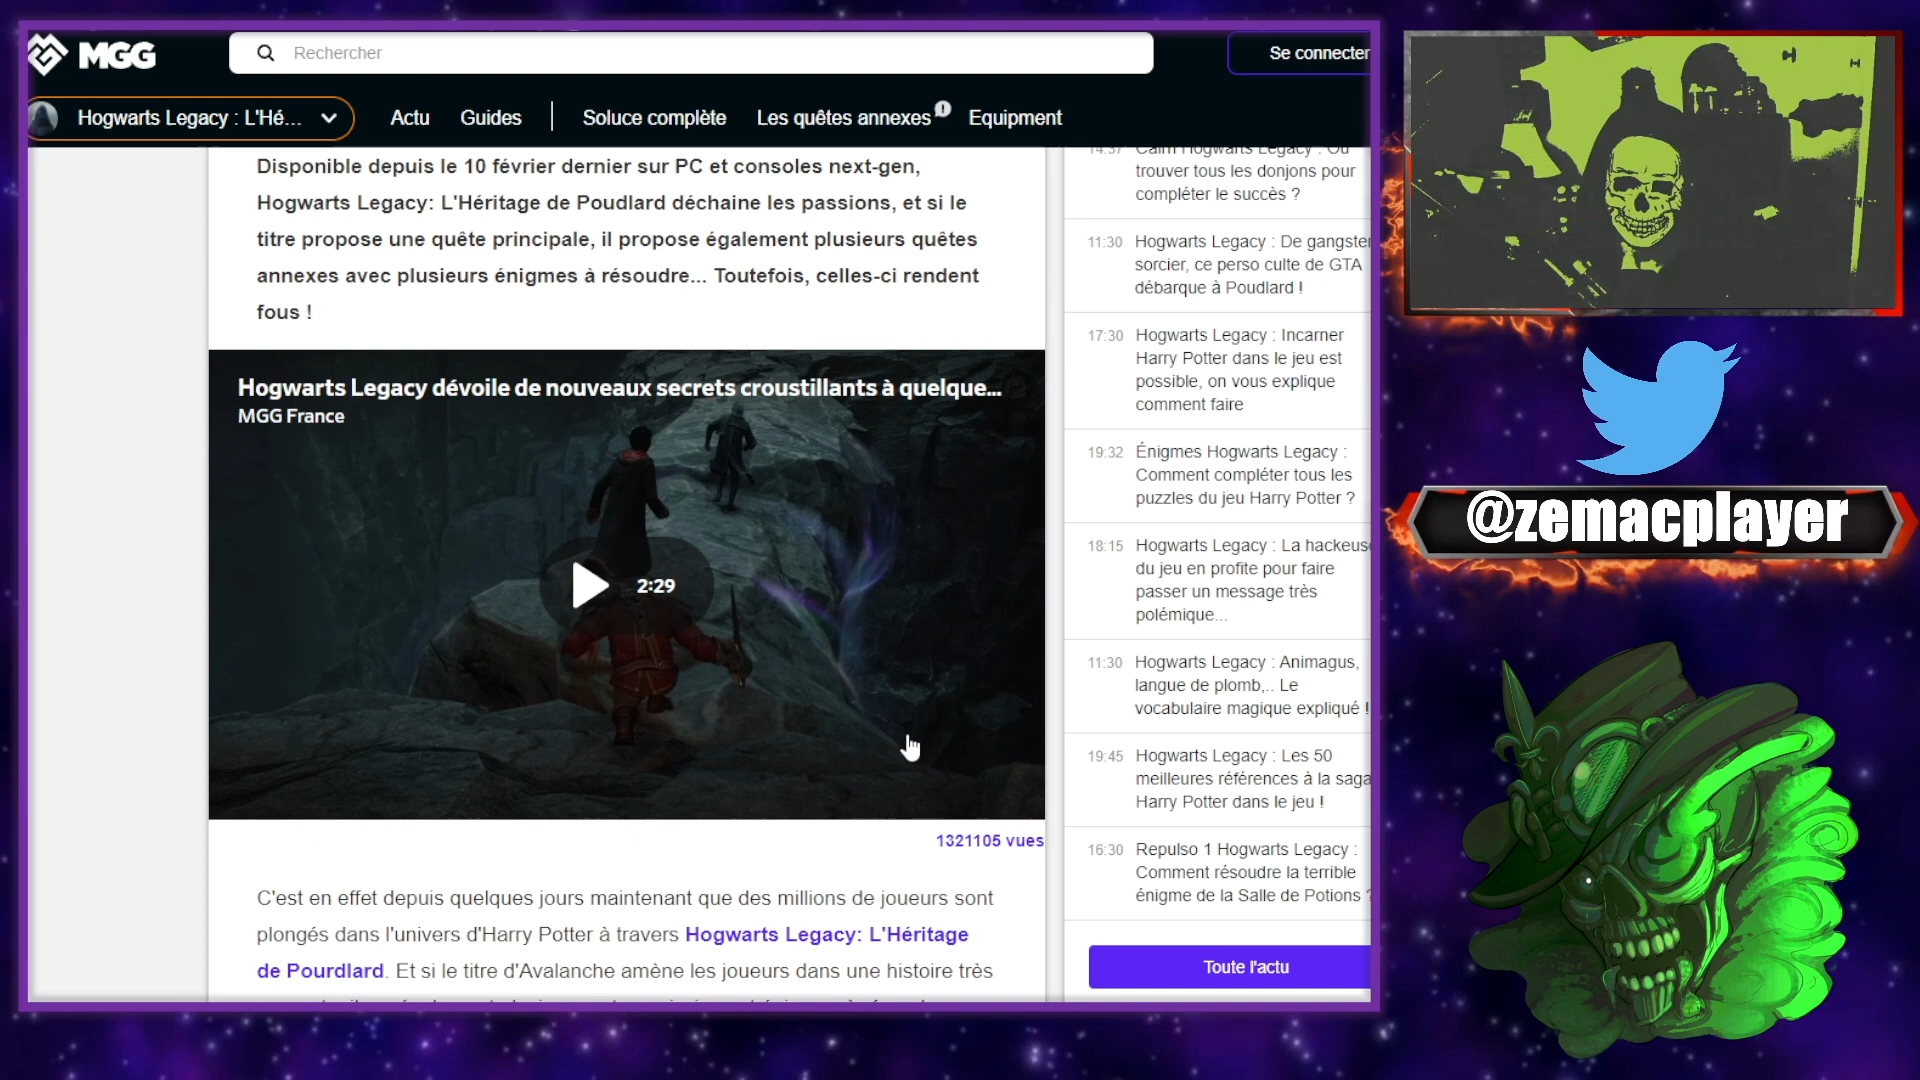 MGG
Rechercher
Se connecter
Hogwarts Legacy : L'Hé...
Actu
Guides
Soluce complète
Les quêtes annexes
Equipment
Disponible depuis le 10 février dernier sur PC et consoles next-gen,
Hogwarts Legacy: L'Héritage de Poudlard déchaine les passions, et si le
titre propose une quête principale, il propose également plusieurs quêtes
annexes avec plusieurs énigmes à résoudre... Toutefois, celles-ci rendent
fous !
Hogwarts Legacy dévoile de nouveaux secrets croustillants à quelque...
MGG France
2:29
1321105 vues
C'est en effet depuis quelques jours maintenant que des millions de joueurs sont
plongés dans l'univers d'Harry Potter à travers Hogwarts Legacy: L'Héritage
de Pourdlard. Et si le titre d'Avalanche amène les joueurs dans une histoire très
14:37 Hogwarts Legacy : Où
trouver tous les donjons pour
compléter le succès ?
11:30 Hogwarts Legacy : De gangster
sorcier, ce perso culte de GTA
débarque à Poudlard !
17:30 Hogwarts Legacy : Incarner
Harry Potter dans le jeu est
possible, on vous explique
comment faire
19:32 Énigmes Hogwarts Legacy :
Comment compléter tous les
puzzles du jeu Harry Potter ?
18:15 Hogwarts Legacy : La hackeuse
du jeu en profite pour faire
passer un message très
polémique...
11:30 Hogwarts Legacy : Animagus,
langue de plomb,.. Le
vocabulaire magique expliqué !
19:45 Hogwarts Legacy : Les 50
meilleures références à la saga
Harry Potter dans le jeu !
16:30 Repulso 1 Hogwarts Legacy :
Comment résoudre la terrible
énigme de la Salle de Potions ?
Toute l'actu
@zemacplayer